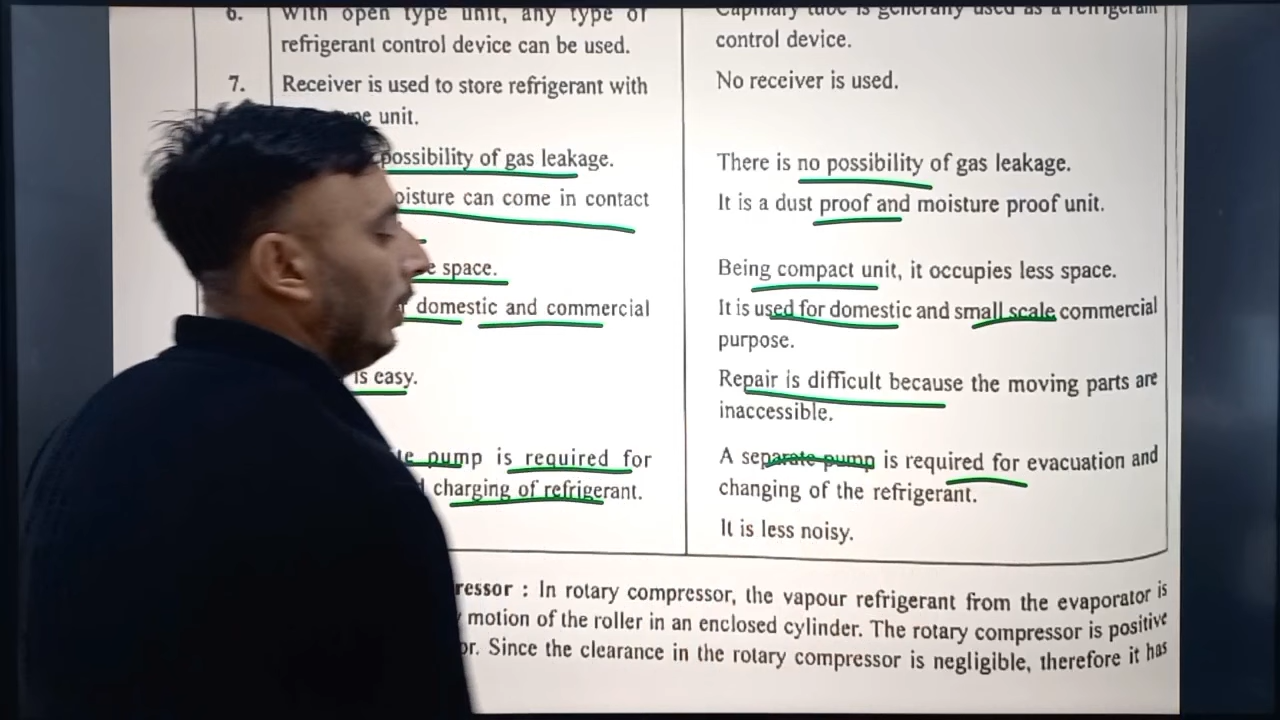 6. With open type unit, any type of
refrigerant control device can be used.
Capillary tube is generally used as a refrigerant
control device.
7. Receiver is used to store refrigerant with
unit.
No receiver is used.
possibility of gas leakage.
There is no possibility of gas leakage.
can come in contact
It is a dust proof and moisture proof unit.
space.
Being compact unit, it occupies less space.
domestic and commercial
It is used for domestic and small scale commercial
purpose.
is easy.
Repair is difficult because the moving parts are
inaccessible.
pump is required for
charging of refrigerant.
A separate pump is required for evacuation and
changing of the refrigerant.
It is less noisy.
: In rotary compressor, the vapour refrigerant from the evaporator is
motion of the roller in an enclosed cylinder. The rotary compressor is positive
Since the clearance in the rotary compressor is negligible, therefore it has